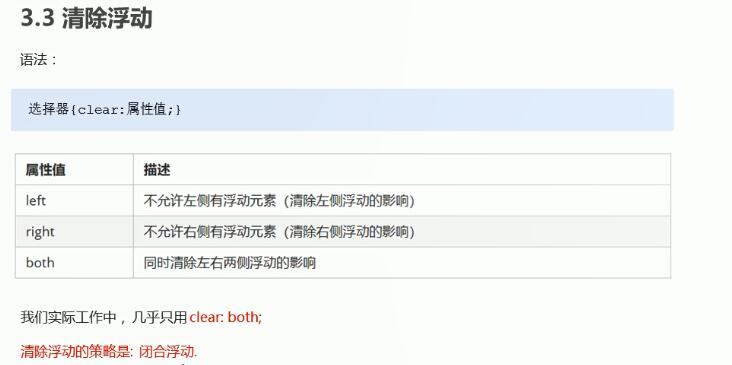 3.3 清除浮动
语法：
选择器{clear:属性值;}
属性值 描述
left 不允许左侧有浮动元素（清除左侧浮动的影响）
right 不允许右侧有浮动元素（清除右侧浮动的影响）
both 同时清除左右两侧浮动的影响
我们实际工作中，几乎只用clear: both;
清除浮动的策略是: 闭合浮动.